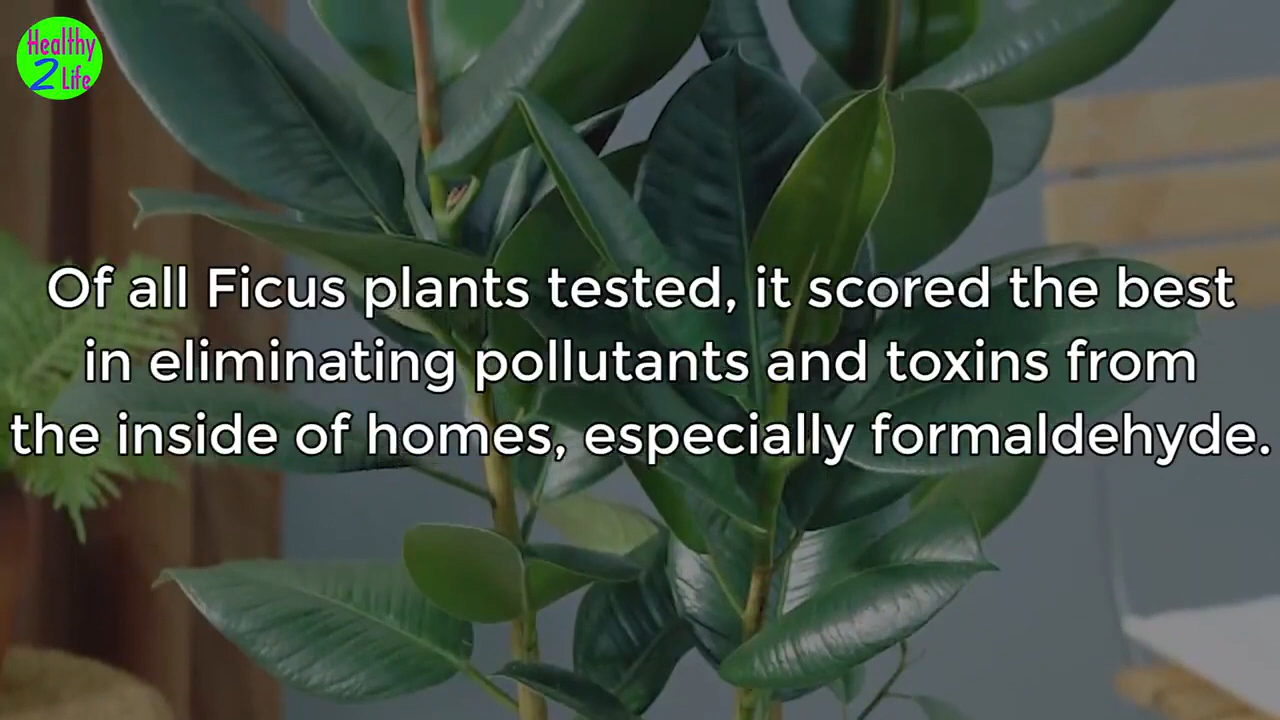 Healthy
2 Life
Of all Ficus plants tested, it scored the best
in eliminating pollutants and toxins from
the inside of homes, especially formaldehyde.